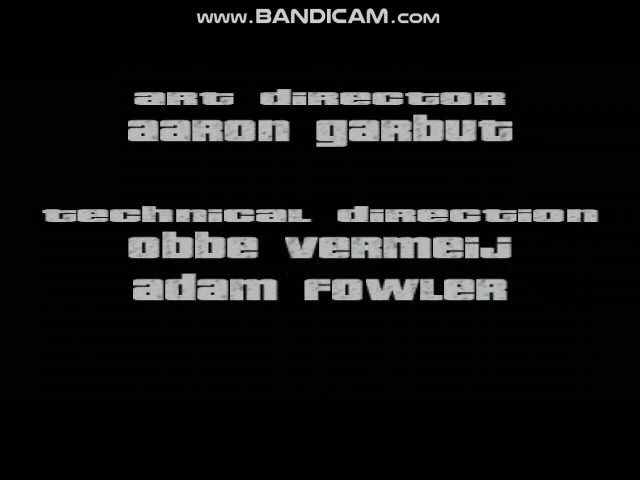 www.BANDICAM.com
art director
aaron garbut
technical direction
obbe vermeij
adam fowler